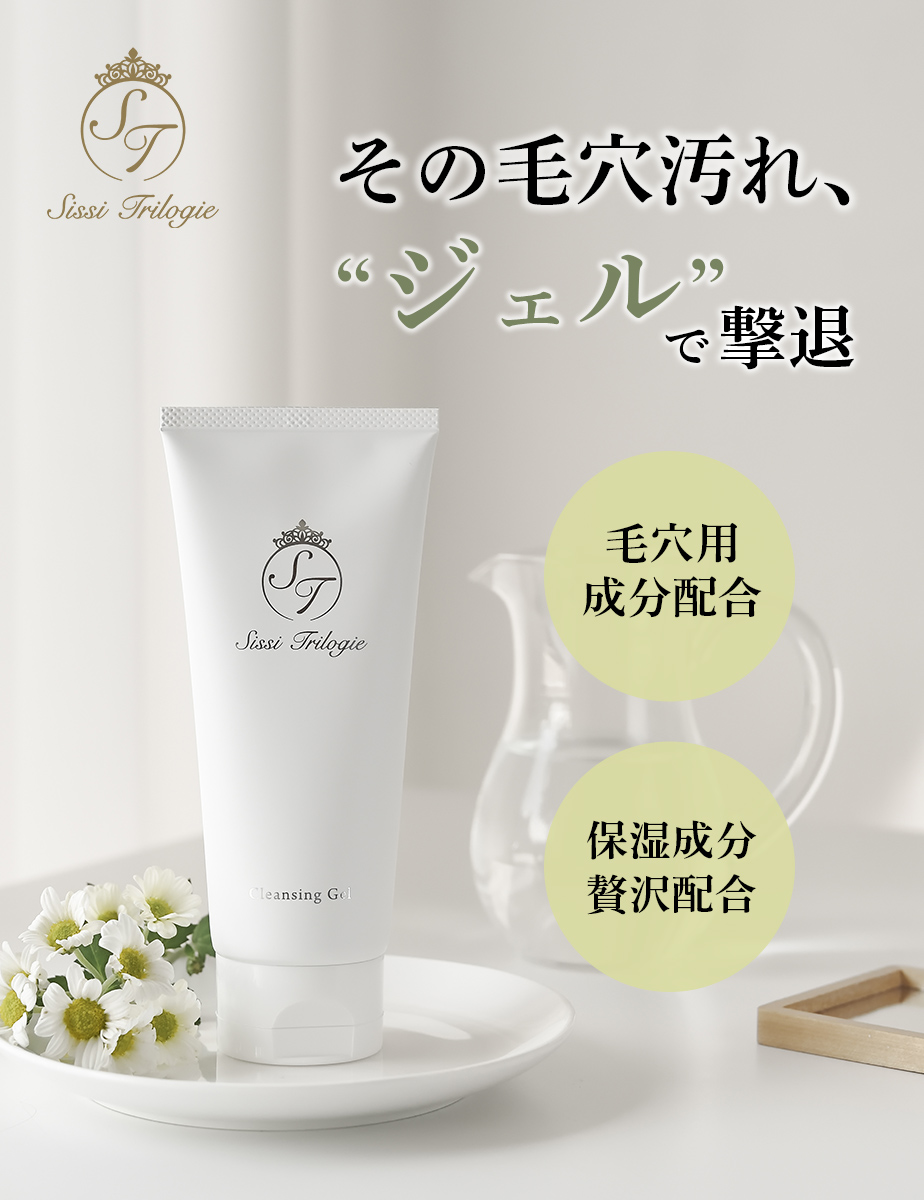 ST
Sissi Trilogie
その毛穴汚れ、
“ジェル”
で撃退
ST
Sissi Trilogie
Cleansing Gel
毛穴用
成分配合
保湿成分
贅沢配合